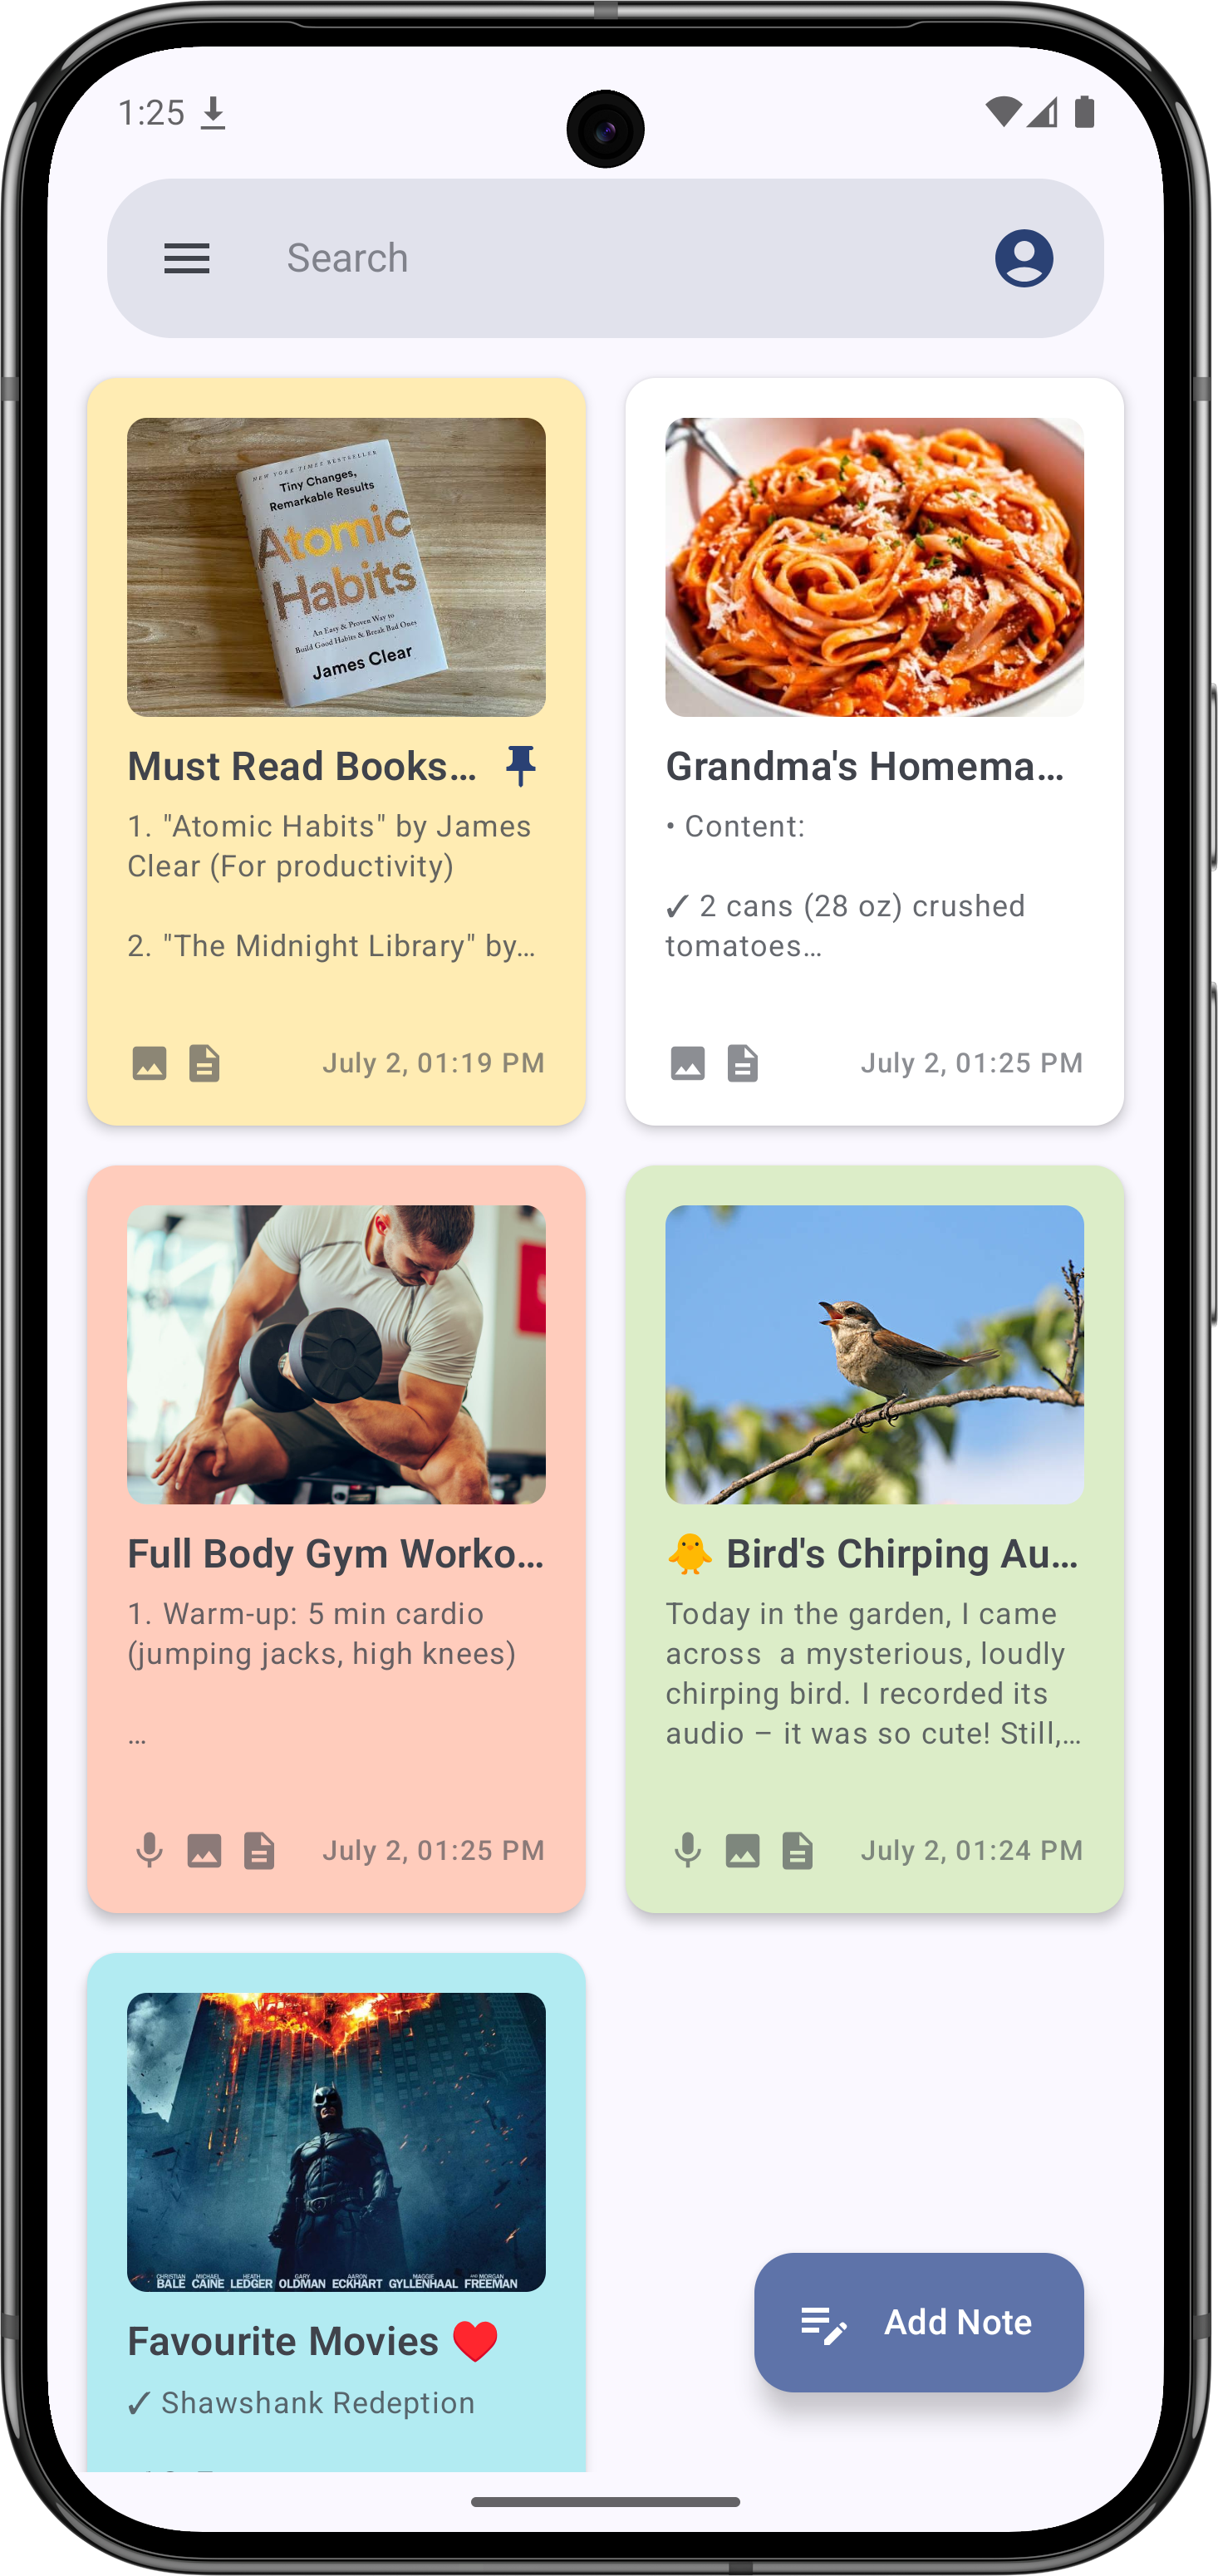 1:25
Search
NEW YORK TIMES BESTSELLER
Tiny Changes,
Remarkable Results
Atomic
Habits
An Easy & Proven Way to
Build Good Habits & Break Bad Ones
James Clear
Must Read Books…
1. "Atomic Habits" by James
Clear (For productivity)
2. "The Midnight Library" by…
July 2, 01:19 PM
Grandma's Homema…
• Content:
✓ 2 cans (28 oz) crushed
tomatoes…
July 2, 01:25 PM
Full Body Gym Worko…
1. Warm-up: 5 min cardio
(jumping jacks, high knees)
…
July 2, 01:25 PM
🐥 Bird's Chirping Au…
Today in the garden, I came
across  a mysterious, loudly
chirping bird. I recorded its
audio – it was so cute! Still,…
July 2, 01:24 PM
CHRISTIAN BALE MICHAEL CAINE HEATH LEDGER GARY OLDMAN AARON ECKHART MAGGIE GYLLENHAAL AND MORGAN FREEMAN
Favourite Movies ❤️
✓ Shawshank Redeption
Add Note